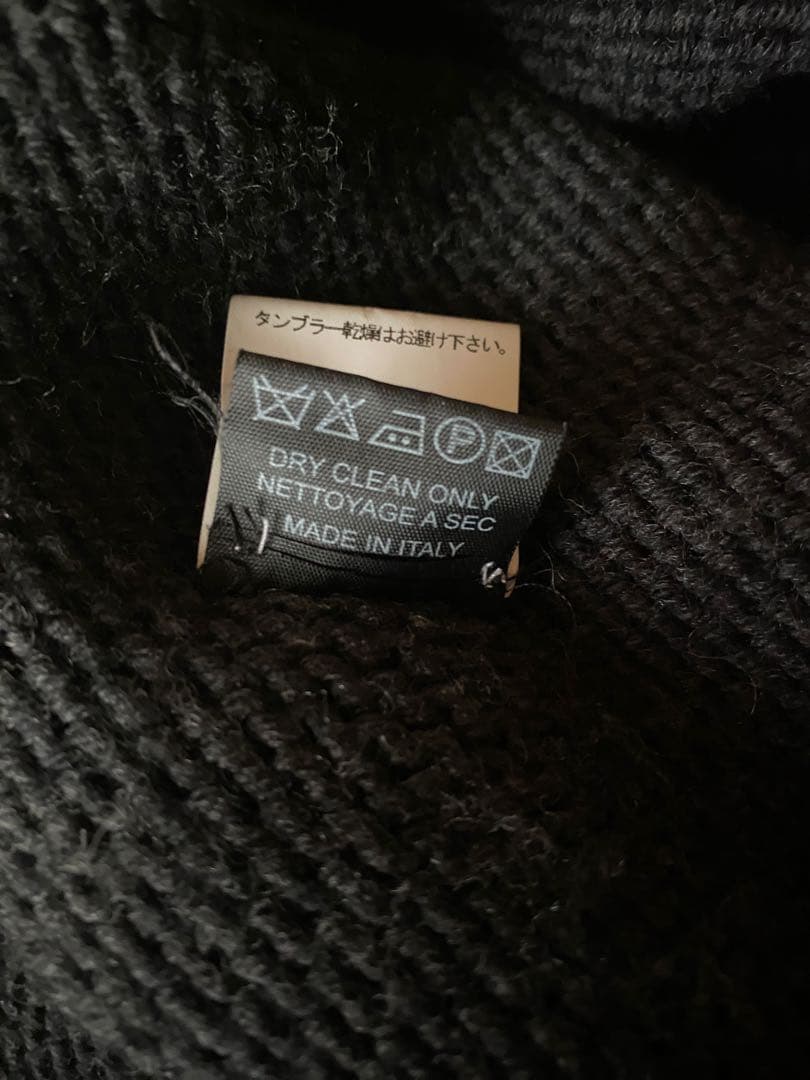 タンブラー乾燥はお避け下さい。
P
DRY CLEAN ONLY
NETTOYAGE A SEC
MADE IN ITALY